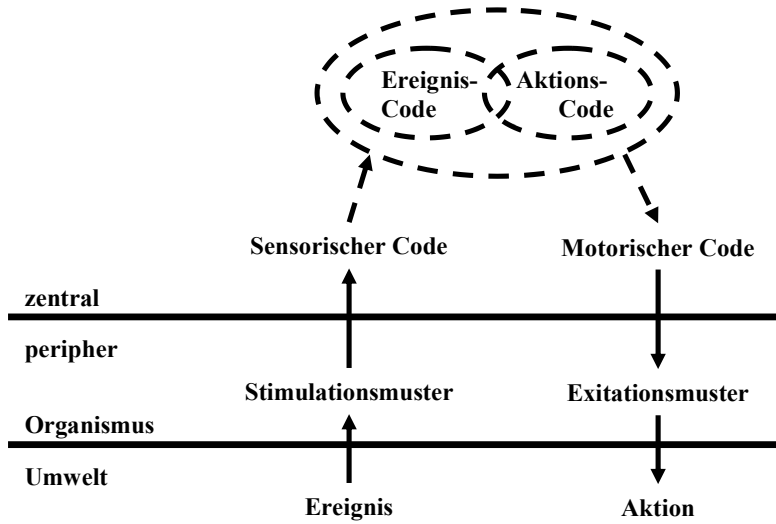 Ereignis- Aktions-
Code Code
Sensorischer Code Motorischer Code
zentral
peripher
Stimulationsmuster Exitationsmuster
Organismus
Umwelt
Ereignis Aktion